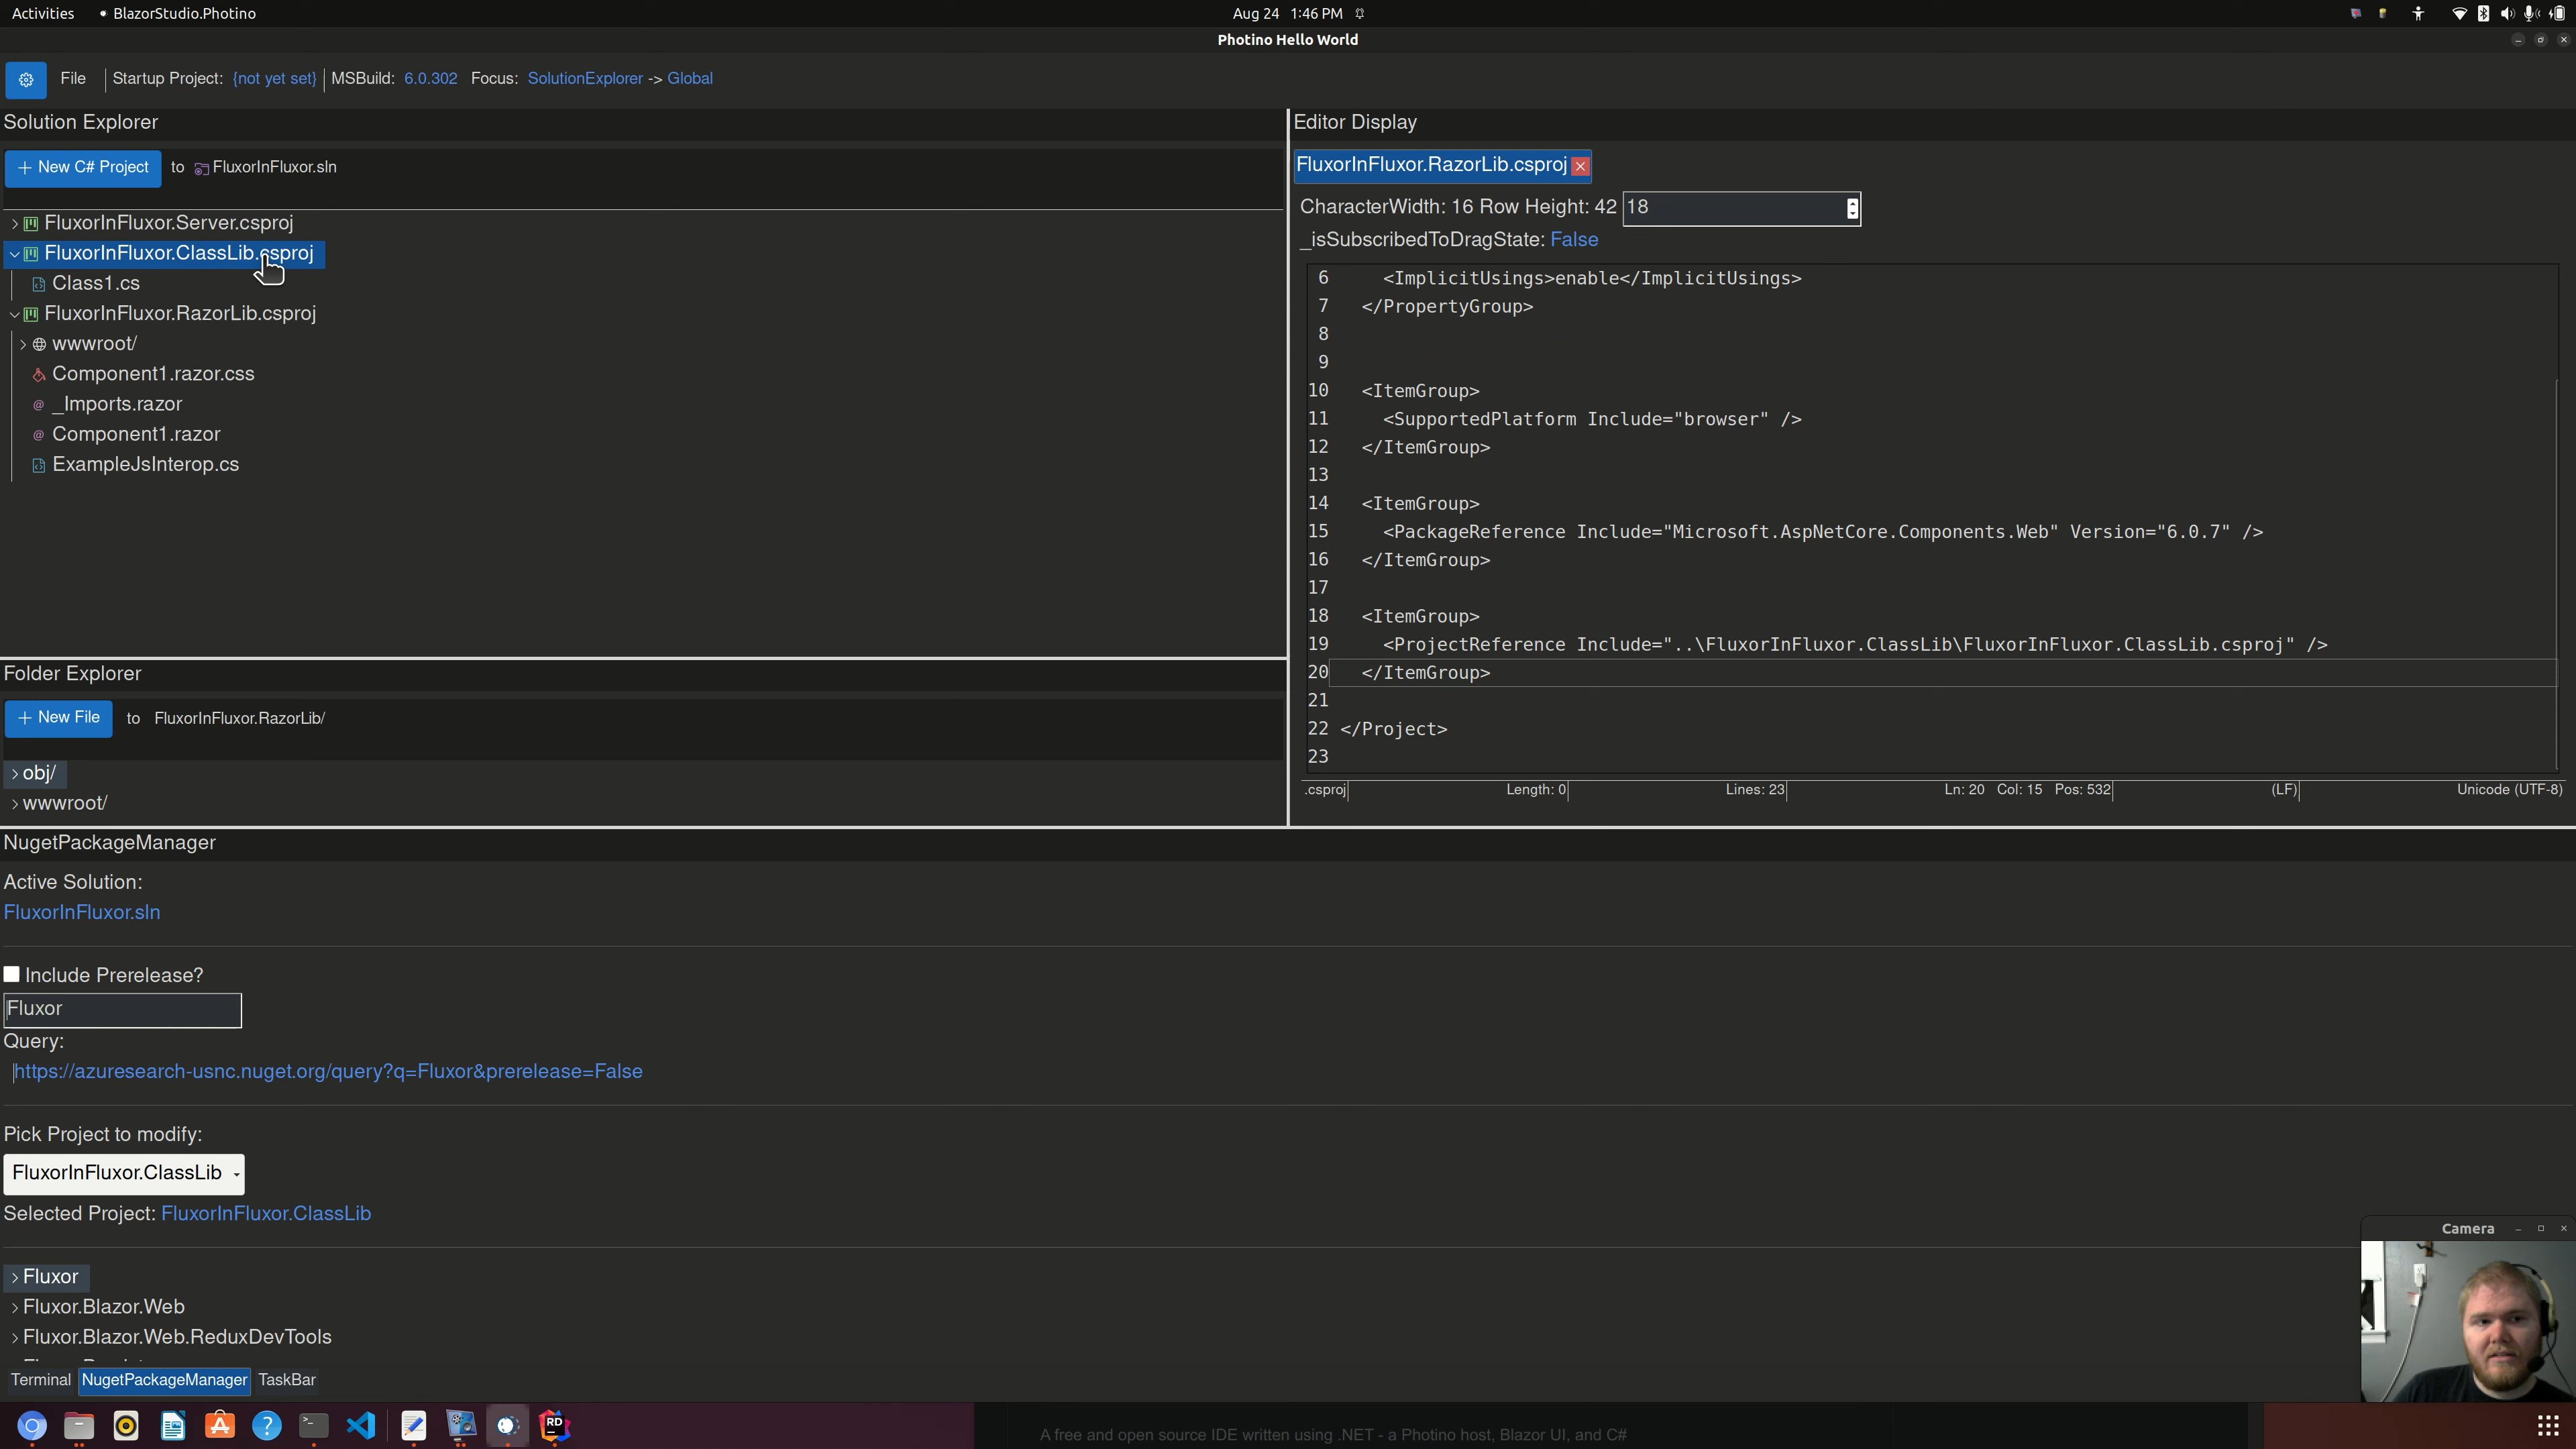 Activities
BlazorStudio.Photino
Aug 24 1:46 PM
Photino Hello World
File
Startup Project: {not yet set}
MSBuild: 6.0.302
Focus: SolutionExplorer -> Global
Solution Explorer
New C# Project to FluxorInFluxor.sln
FluxorInFluxor.Server.csproj
FluxorInFluxor.ClassLib.csproj
Class1.cs
FluxorInFluxor.RazorLib.csproj
wwwroot/
Component1.razor.css
_Imports.razor
Component1.razor
ExampleJsInterop.cs
Folder Explorer
New File to FluxorInFluxor.RazorLib/
obj/
wwwroot/
Editor Display
FluxorInFluxor.RazorLib.csproj
CharacterWidth: 16 Row Height: 42 18
_isSubscribedToDragState: False
6 <ImplicitUsings>enable</ImplicitUsings>
7 </PropertyGroup>
8
9
10 <ItemGroup>
11 <SupportedPlatform Include="browser" />
12 </ItemGroup>
13
14 <ItemGroup>
15 <PackageReference Include="Microsoft.AspNetCore.Components.Web" Version="6.0.7" />
16 </ItemGroup>
17
18 <ItemGroup>
19 <ProjectReference Include="..\FluxorInFluxor.ClassLib\FluxorInFluxor.ClassLib.csproj" />
20 </ItemGroup>
21
22 </Project>
23
.csproj Length: 0 Lines: 23 Ln: 20 Col: 15 Pos: 532 (LF) Unicode (UTF-8)
NugetPackageManager
Active Solution:
FluxorInFluxor.sln
Include Prerelease?
Fluxor
Query:
https://azuresearch-usnc.nuget.org/query?q=Fluxor&prerelease=False
Pick Project to modify:
FluxorInFluxor.ClassLib
Selected Project: FluxorInFluxor.ClassLib
Fluxor
Fluxor.Blazor.Web
Fluxor.Blazor.Web.ReduxDevTools
Terminal NugetPackageManager TaskBar
Camera
RD
A free and open source IDE written using .NET - a Photino host, Blazor UI, and C#